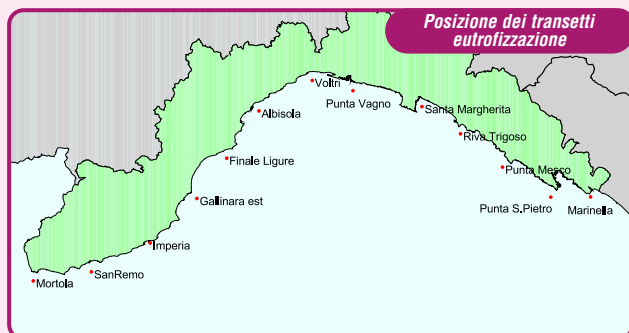 Posizione dei transetti
eutrofizzazione
Voltri
Punta Vagno
Albisola
Santa Margherita
Riva Trigoso
Finale Ligure
Punta Mesco
Gallinara est
Punta S.Pietro
Marinella
Imperia
SanRemo
Mortola